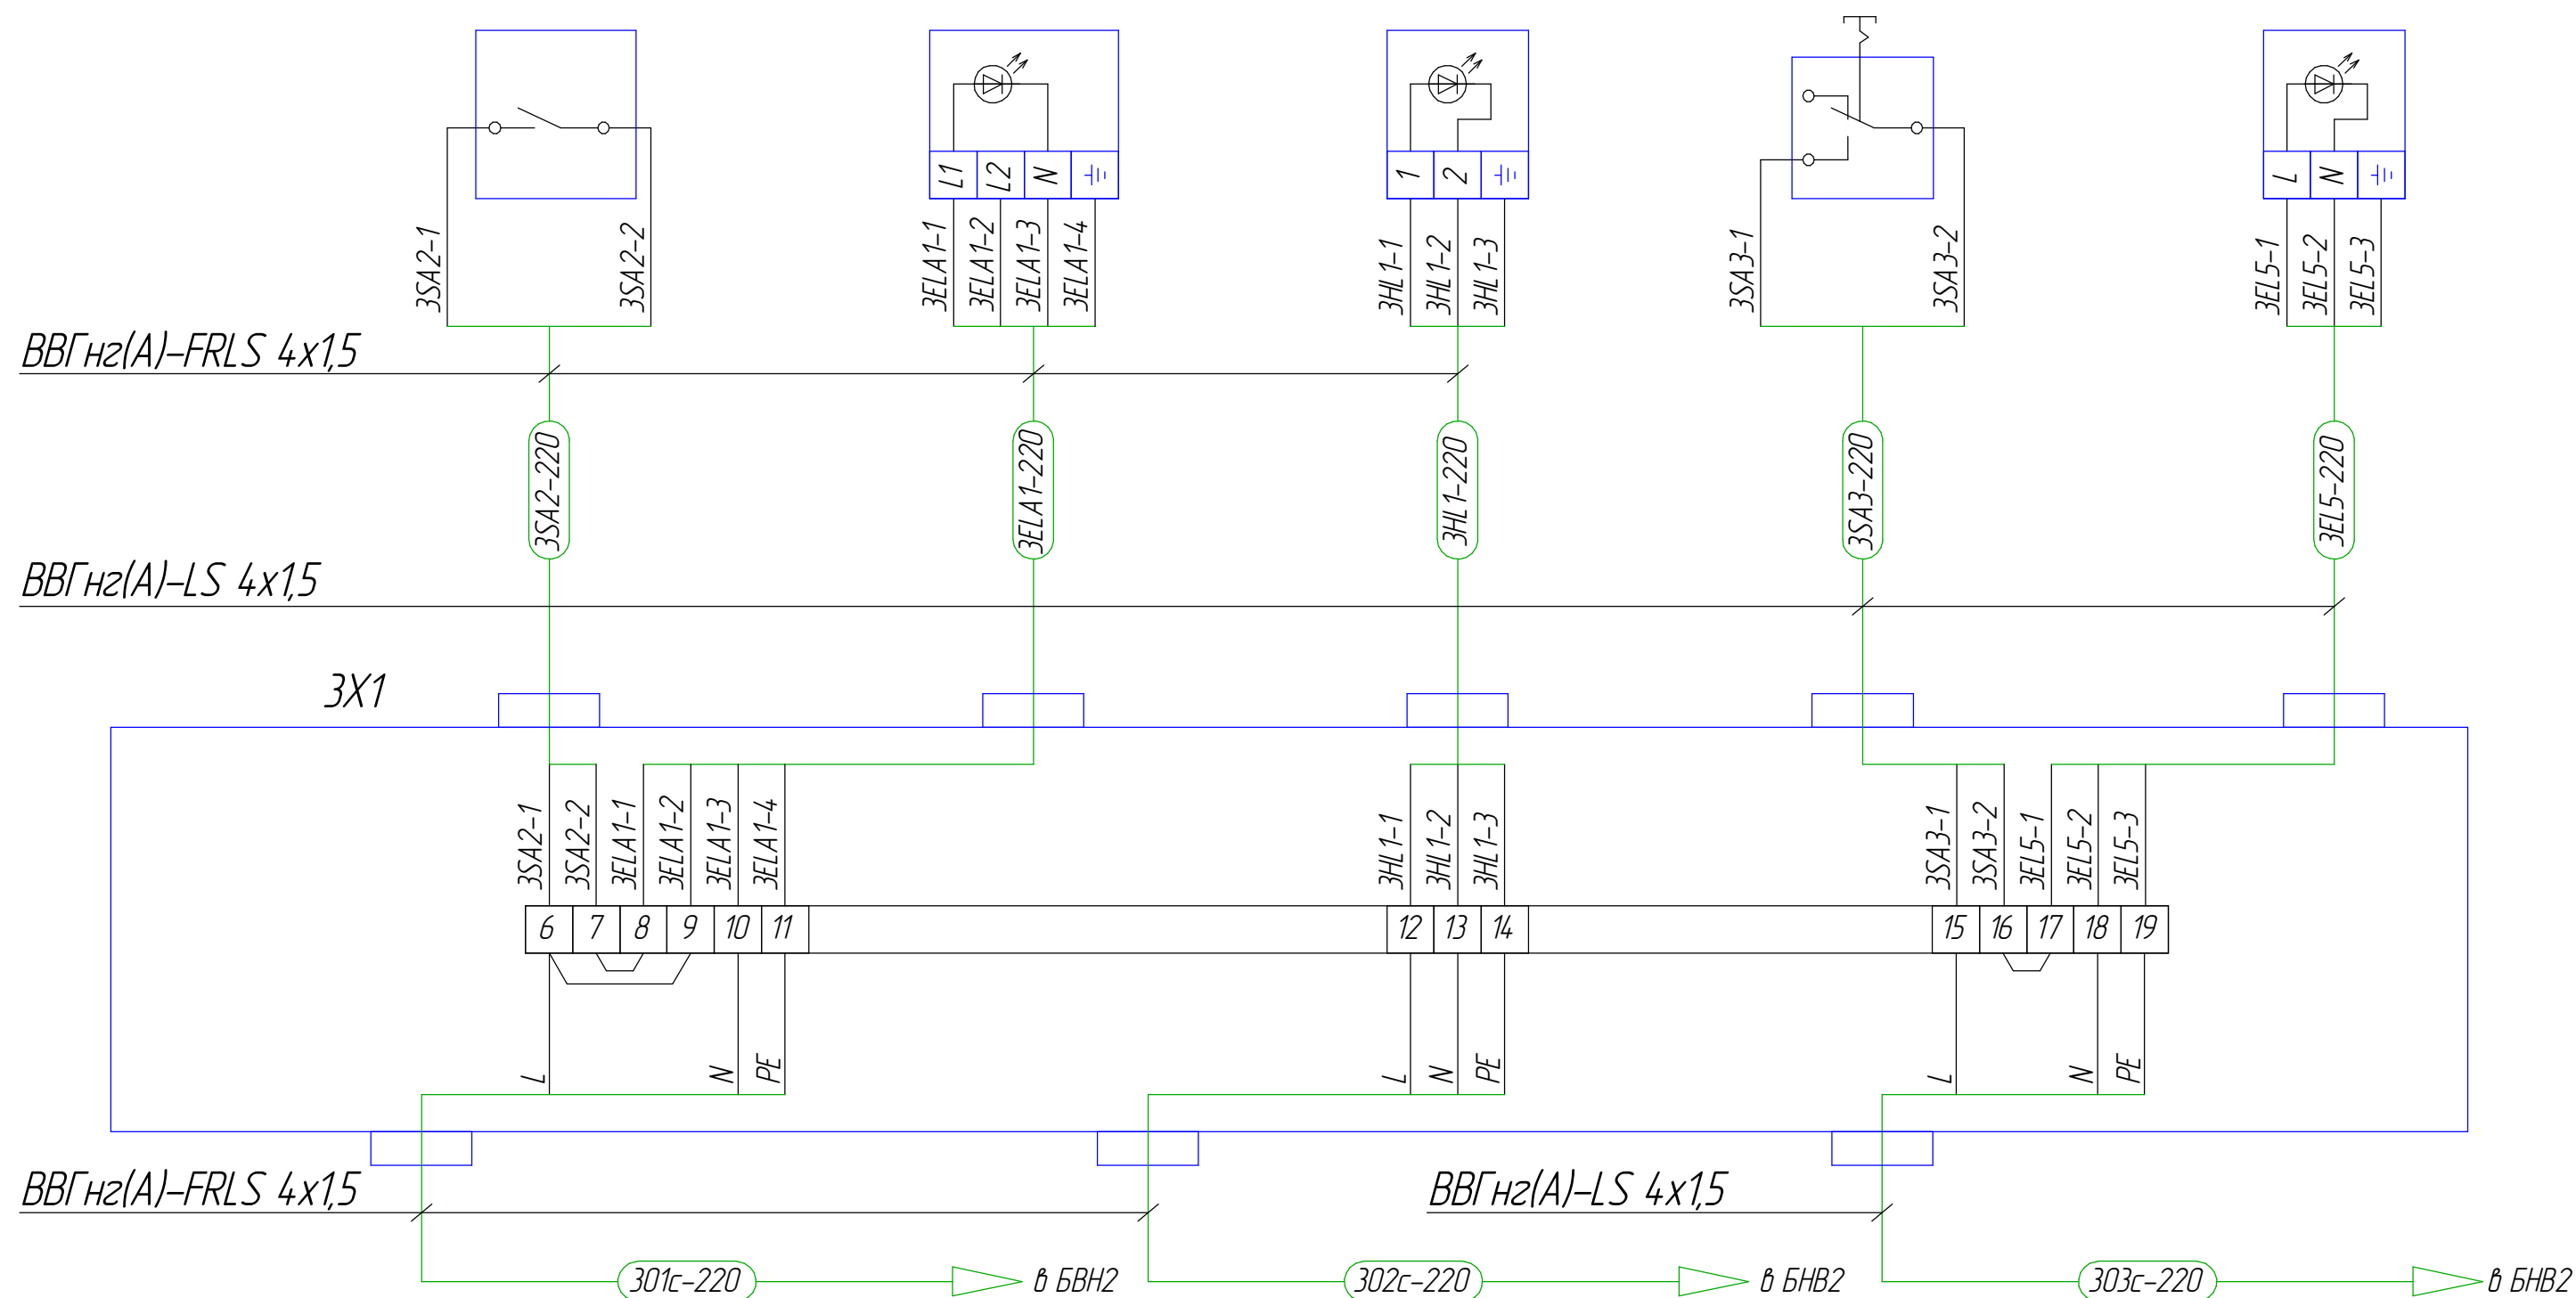 L1 L2 N
1 2
L N
3SA2-1 3SA2-2
3ELA1-1 3ELA1-2 3ELA1-3 3ELA1-4
3HL1-1 3HL1-2 3HL1-3
3SA3-1 3SA3-2
3EL5-1 3EL5-2 3EL5-3
ВВГнг(А)-FRLS 4х1,5
3SA2-220 3ELA1-220 3HL1-220 3SA3-220 3EL5-220
ВВГнг(А)-LS 4х1,5
3X1
3SA2-1 3SA2-2 3ELA1-1 3ELA1-2 3ELA1-3 3ELA1-4
3HL1-1 3HL1-2 3HL1-3
3SA3-1 3SA3-2 3EL5-1 3EL5-2 3EL5-3
6 7 8 9 10 11 12 13 14 15 16 17 18 19
L N PE L N PE L N PE
ВВГнг(А)-FRLS 4х1,5
ВВГнг(А)-LS 4х1,5
301с-220 в БВН2
302с-220 в БНВ2
303с-220 в БНВ2